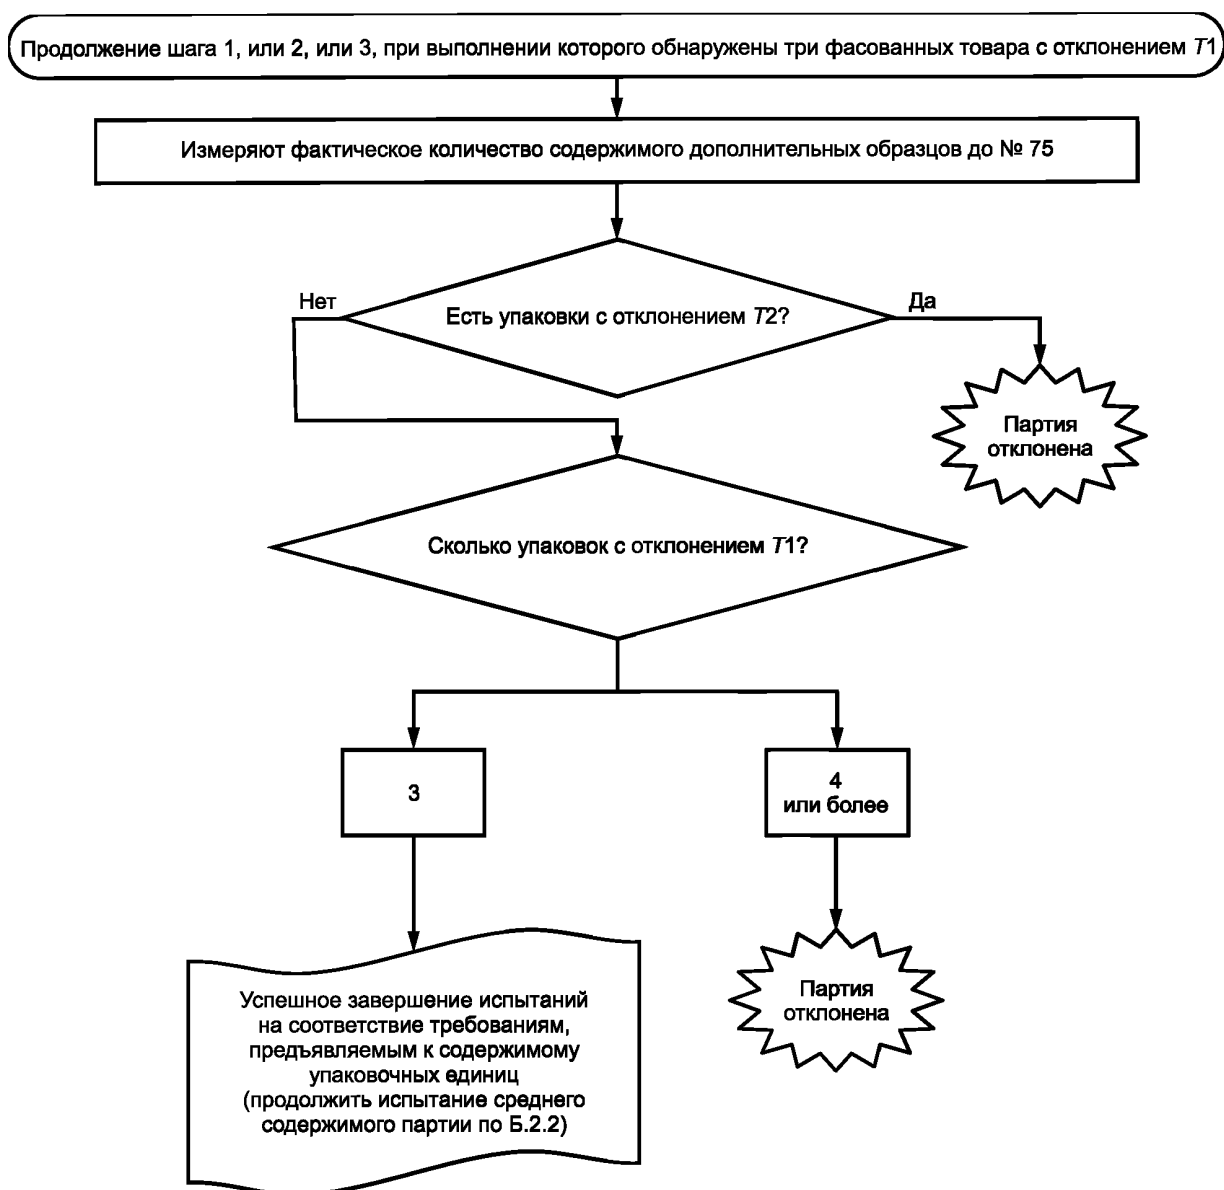 Продолжение шага 1, или 2, или 3, при выполнении которого обнаружены три фасованных товара с отклонением T1
Измеряют фактическое количество содержимого дополнительных образцов до № 75
Нет
Есть упаковки с отклонением T2?
Да
Партия
отклонена
Сколько упаковок с отклонением T1?
3
4
или более
Успешное завершение испытаний
на соответствие требованиям,
предъявляемым к содержимому
упаковочных единиц
(продолжить испытание среднего
содержимого партии по Б.2.2)
Партия
отклонена